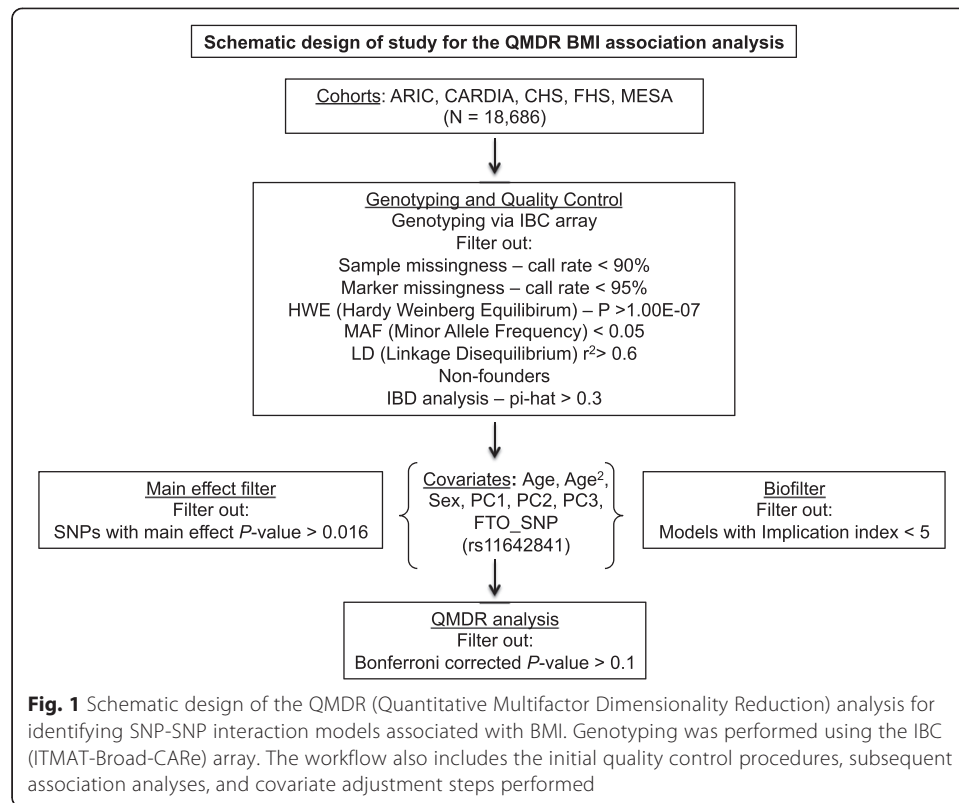 Schematic design of study for the QMDR BMI association analysis
Cohorts: ARIC, CARDIA, CHS, FHS, MESA
(N = 18,686)
Genotyping and Quality Control
Genotyping via IBC array
Filter out:
Sample missingness – call rate < 90%
Marker missingness – call rate < 95%
HWE (Hardy Weinberg Equilibirum) – P >1.00E-07
MAF (Minor Allele Frequency) < 0.05
LD (Linkage Disequilibrium) r²> 0.6
Non-founders
IBD analysis – pi-hat > 0.3
Main effect filter
Filter out:
SNPs with main effect P-value > 0.016
Covariates: Age, Age²,
Sex, PC1, PC2, PC3,
FTO_SNP
(rs11642841)
Biofilter
Filter out:
Models with Implication index < 5
QMDR analysis
Filter out:
Bonferroni corrected P-value > 0.1
Fig. 1 Schematic design of the QMDR (Quantitative Multifactor Dimensionality Reduction) analysis for
identifying SNP-SNP interaction models associated with BMI. Genotyping was performed using the IBC
(ITMAT-Broad-CARe) array. The workflow also includes the initial quality control procedures, subsequent
association analyses, and covariate adjustment steps performed